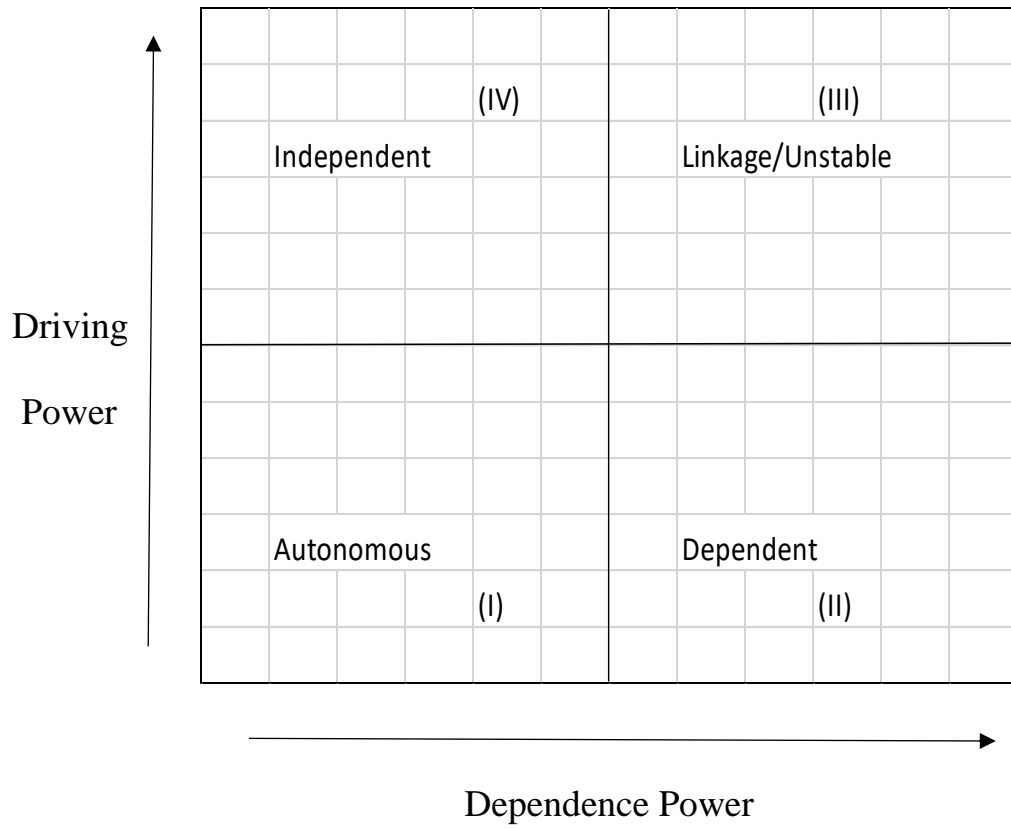 (IV)
(III)
Independent
Linkage/Unstable
Driving
Power
Autonomous
Dependent
(I)
(II)
Dependence Power